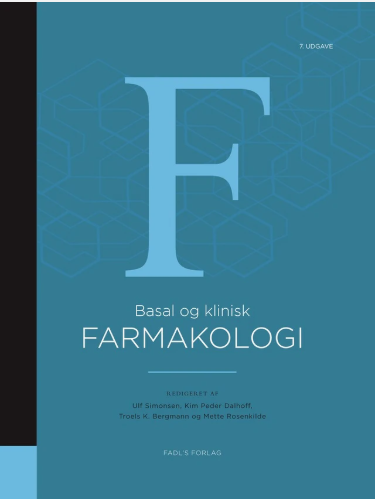 7. UDGAVE
F
Basal og klinisk
FARMAKOLOGI
REDIGERET AF
Ulf Simonsen, Kim Peder Dalhoff,
Troels K. Bergmann og Mette Rosenkilde
FADL'S FORLAG